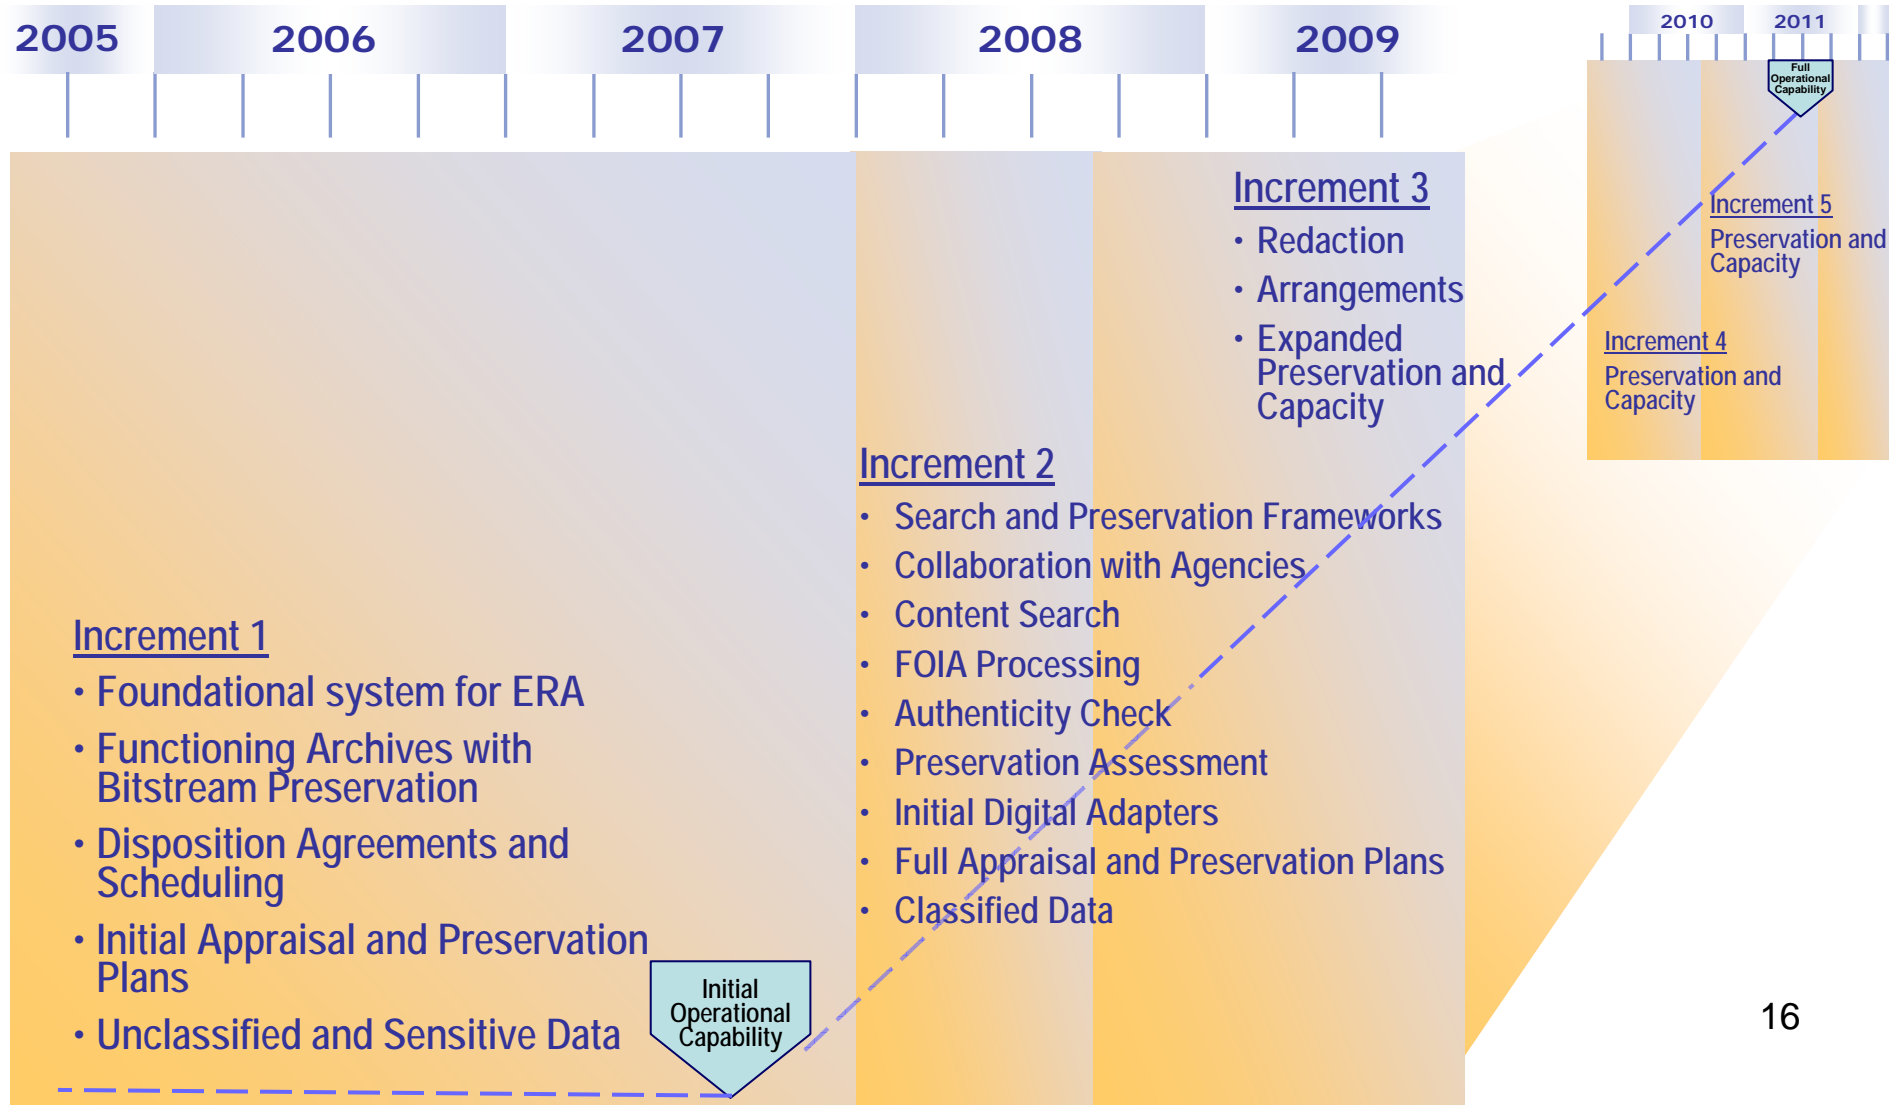 2005 2006 2007 2008 2009
2010 2011
Full
Operational
Capability
Increment 3
• Redaction
• Arrangements
• Expanded
Preservation and
Capacity
Increment 5
Preservation and
Capacity
Increment 4
Preservation and
Capacity
Increment 2
• Search and Preservation Frameworks
• Collaboration with Agencies
• Content Search
• FOIA Processing
• Authenticity Check
• Preservation Assessment
• Initial Digital Adapters
• Full Appraisal and Preservation Plans
• Classified Data
Increment 1
• Foundational system for ERA
• Functioning Archives with
Bitstream Preservation
• Disposition Agreements and
Scheduling
• Initial Appraisal and Preservation
Plans
• Unclassified and Sensitive Data
Initial
Operational
Capability
16